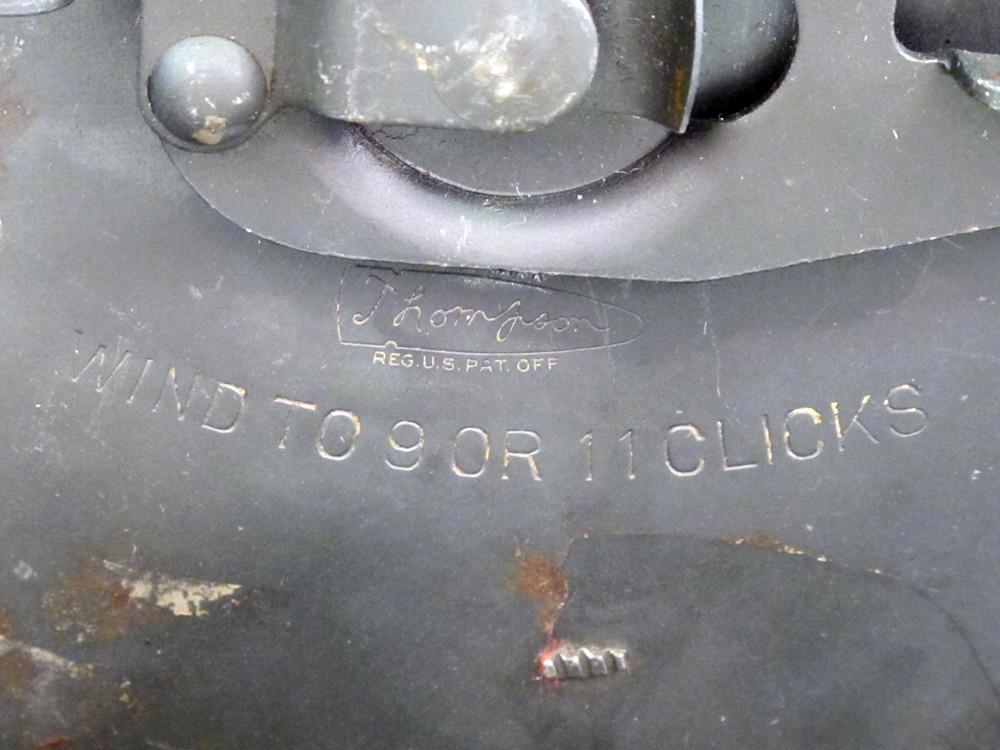 Thompson
REG.U.S.PAT.OFF
WIND TO 9 OR 11 CLICKS